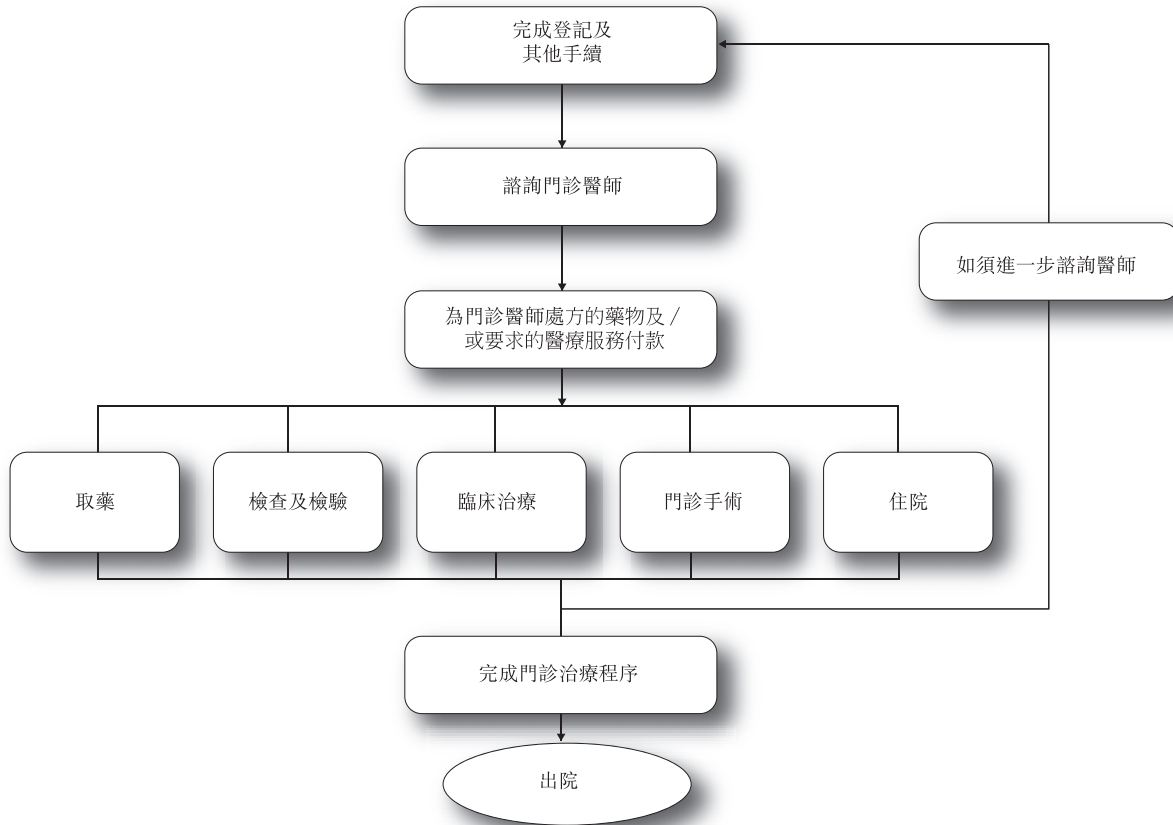 完成登記及
其他手續
諮詢門診醫師
如須進一步諮詢醫師
為門診醫師處方的藥物及／
或要求的醫療服務付款
取藥
檢查及檢驗
臨床治療
門診手術
住院
完成門診治療程序
出院